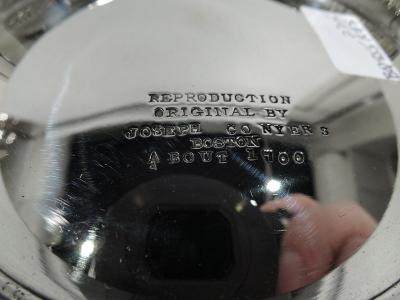 REPRODUCTION
ORIGINAL BY
JOSEPH CONYERS
BOSTON
ABOUT 1700